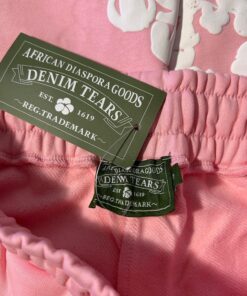 AFRICAN DIASPORA GOODS
DENIM TEARS
EST. 1619
~REG. TRADEMARK~
DENIM TEARS
~REG. TRADEMARK~